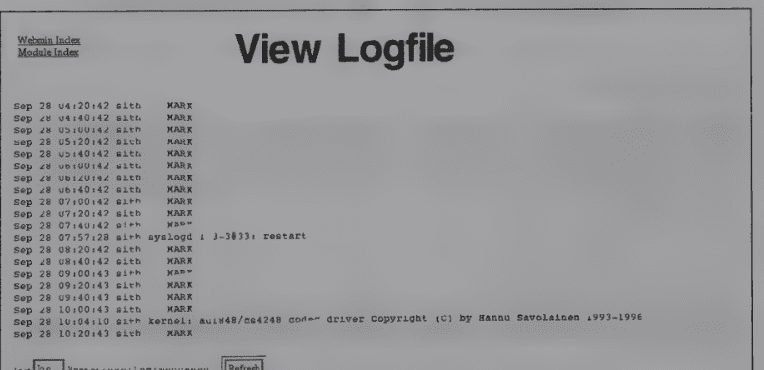 Webmin Index
Module Index
View Logfile
Sep 28 04:20:42 sith MARK
Sep 28 04:40:42 sith MARK
Sep 28 05:00:42 sith MARK
Sep 28 05:20:42 sith MARK
Sep 28 05:40:42 sith MARK
Sep 28 06:00:42 sith MARK
Sep 28 06:20:42 sith MARK
Sep 28 06:40:42 sith MARK
Sep 28 07:00:42 sith MARK
Sep 28 07:20:42 sith MARK
Sep 28 07:40:42 sith MARK
Sep 28 07:57:28 sith syslogd restart
Sep 28 08:20:42 sith MARK
Sep 28 08:40:42 sith MARK
Sep 28 09:00:43 sith MARK
Sep 28 09:20:43 sith MARK
Sep 28 09:40:43 sith MARK
Sep 28 10:00:43 sith MARK
Sep 28 10:04:10 sith kernel: codec driver Copyright (C) by Hannu Savolainen 1993-1996
Sep 28 10:20:43 sith MARK
Refresh